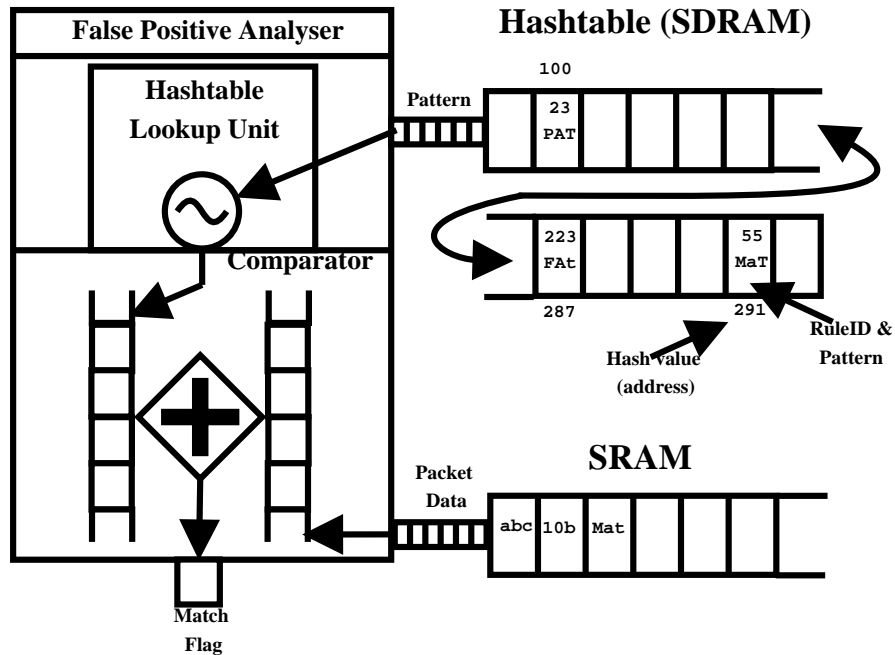 False Positive Analyser
Hashtable
Lookup Unit
Comparator
Match
Flag
Hashtable (SDRAM)
Pattern
100
23
PAT
223
FAt
287
55
MaT
291
Hash value
(address)
RuleID &
Pattern
SRAM
Packet
Data
abc
10b
Mat